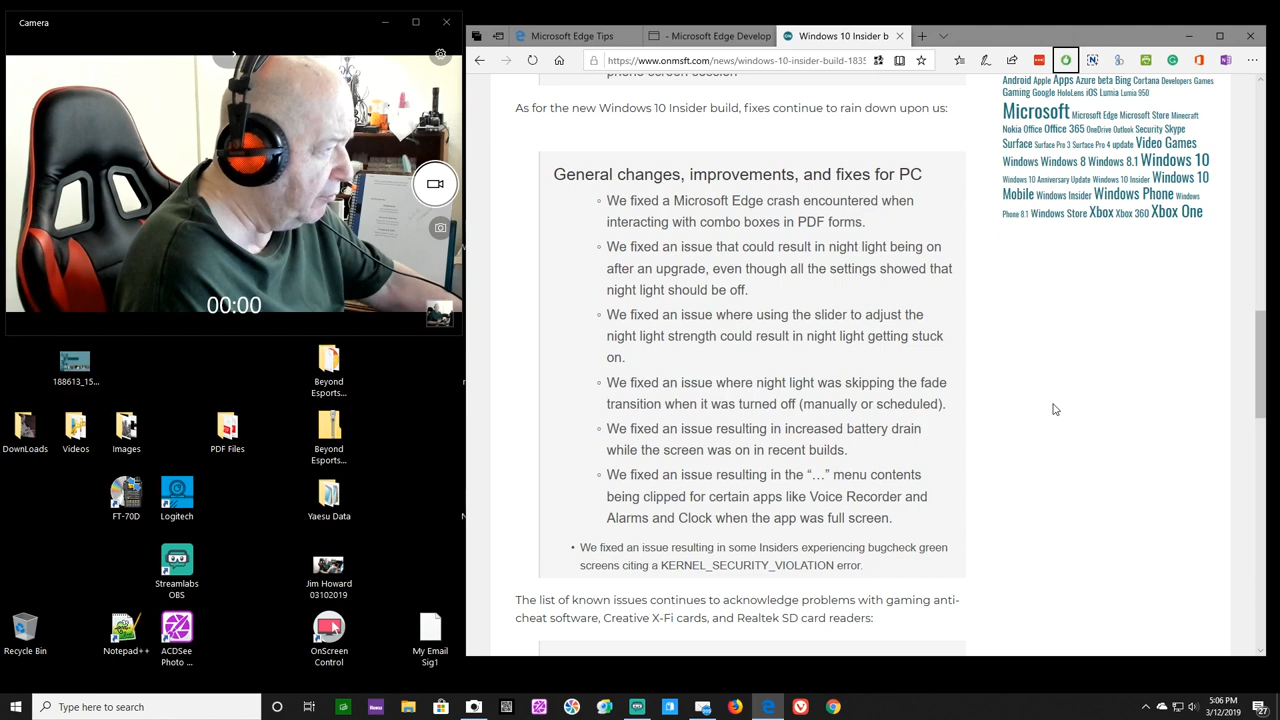 Camera
00:00
188613_15...
Beyond
Esports...
DownLoads
Videos
Images
PDF Files
Beyond
Esports...
FT-70D
Logitech
Yaesu Data
Streamlabs
OBS
Jim Howard
03102019
Recycle Bin
Notepad++
ACDSee
Photo ...
OnScreen
Control
My Email
Sig1
Microsoft Edge Tips
- Microsoft Edge Develop
Windows 10 Insider b
https://www.onmsft.com/news/windows-10-insider-build-1835
As for the new Windows 10 Insider build, fixes continue to rain down upon us:
General changes, improvements, and fixes for PC
We fixed a Microsoft Edge crash encountered when
interacting with combo boxes in PDF forms.
We fixed an issue that could result in night light being on
after an upgrade, even though all the settings showed that
night light should be off.
We fixed an issue where using the slider to adjust the
night light strength could result in night light getting stuck
on.
We fixed an issue where night light was skipping the fade
transition when it was turned off (manually or scheduled).
We fixed an issue resulting in increased battery drain
while the screen was on in recent builds.
We fixed an issue resulting in the “…” menu contents
being clipped for certain apps like Voice Recorder and
Alarms and Clock when the app was full screen.
We fixed an issue resulting in some Insiders experiencing bugcheck green
screens citing a KERNEL_SECURITY_VIOLATION error.
The list of known issues continues to acknowledge problems with gaming anti-
cheat software, Creative X-Fi cards, and Realtek SD card readers:
Android Apple Apps Azure beta Bing Cortana Developers Games
Gaming Google HoloLens iOS Lumia Lumia 950
Microsoft Microsoft Edge Microsoft Store Minecraft
Nokia Office Office 365 OneDrive Outlook Security Skype
Surface Surface Pro 3 Surface Pro 4 update Video Games
Windows Windows 8 Windows 8.1 Windows 10
Windows 10 Anniversary Update Windows 10 Insider Windows 10
Mobile Windows Insider Windows Phone Windows
Phone 8.1 Windows Store Xbox Xbox 360 Xbox One
Type here to search
Roku
5:06 PM
3/12/2019
27